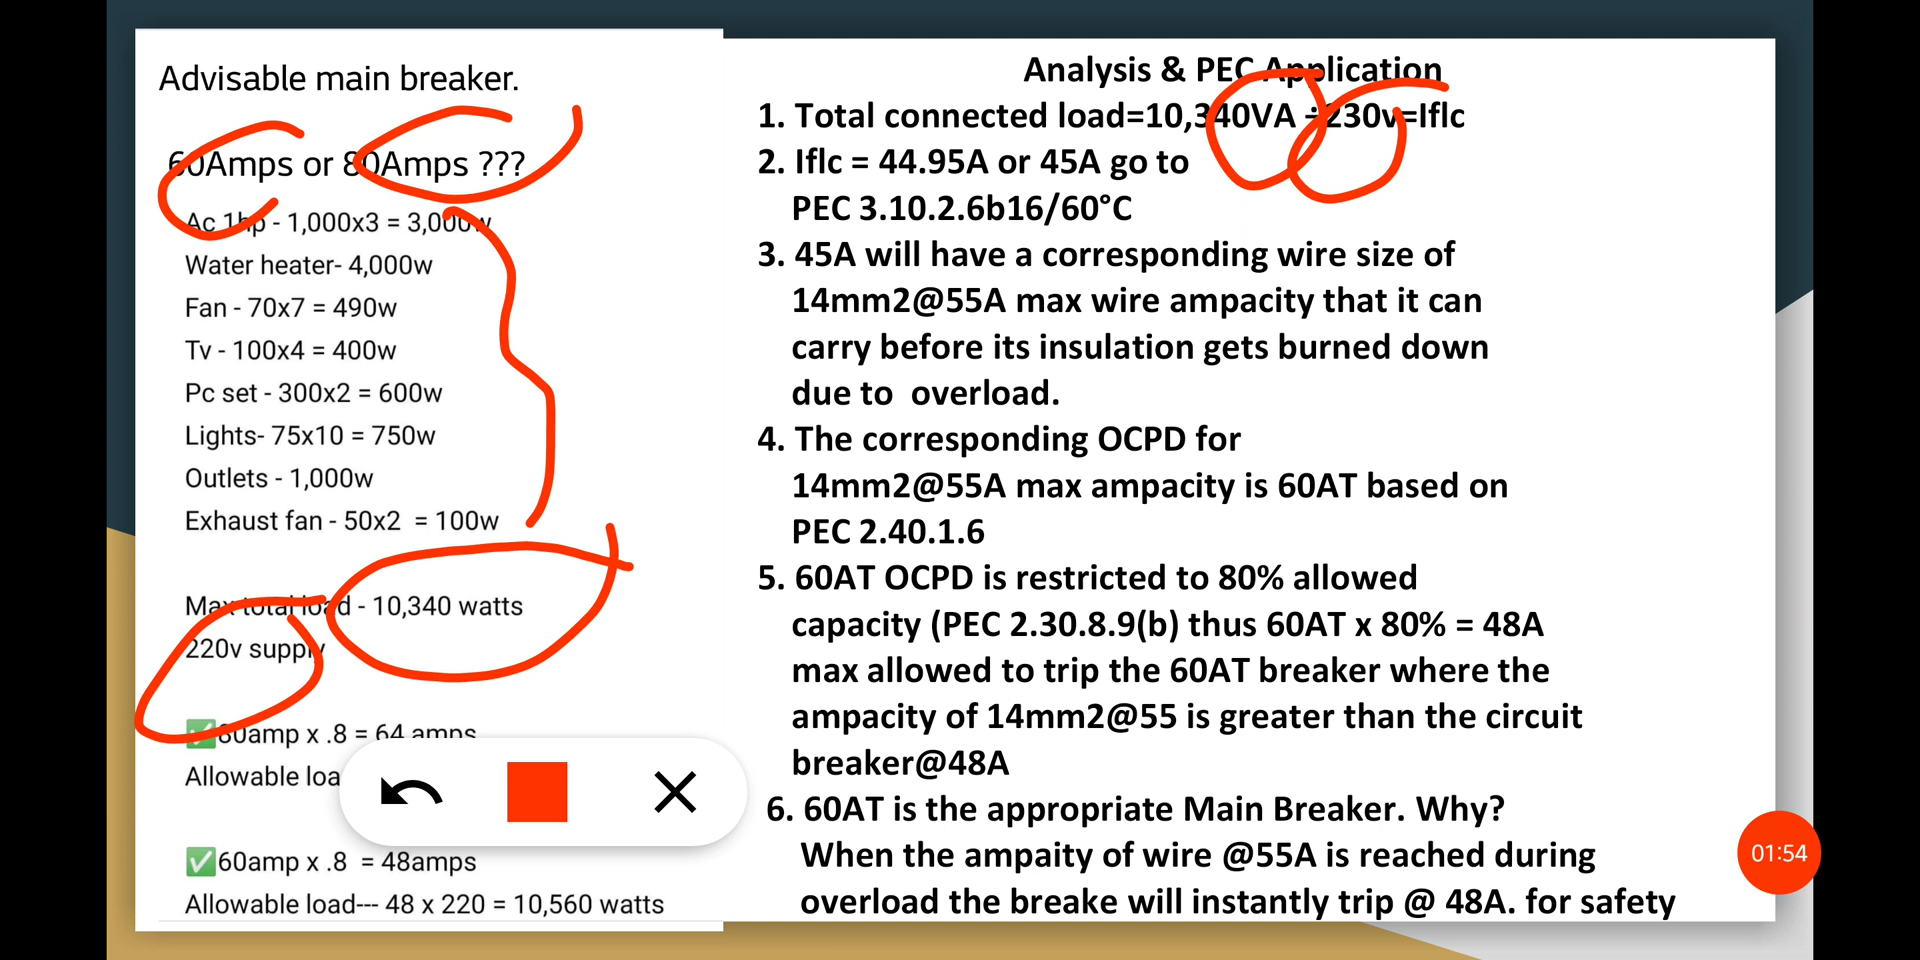 Advisable main breaker.
60Amps or 80Amps ???
Ac 1hp - 1,000x3 = 3,000w
Water heater- 4,000w
Fan - 70x7 = 490w
Tv - 100x4 = 400w
Pc set - 300x2 = 600w
Lights- 75x10 = 750w
Outlets - 1,000w
Exhaust fan - 50x2 = 100w
Max total load - 10,340 watts
220v supply
✅80amp x .8 = 64 amps
Allowable loa
✅60amp x .8 = 48amps
Allowable load--- 48 x 220 = 10,560 watts
Analysis & PEC Application
1. Total connected load=10,340VA ÷230v=Iflc
2. Iflc = 44.95A or 45A go to
PEC 3.10.2.6b16/60°C
3. 45A will have a corresponding wire size of
14mm2@55A max wire ampacity that it can
carry before its insulation gets burned down
due to overload.
4. The corresponding OCPD for
14mm2@55A max ampacity is 60AT based on
PEC 2.40.1.6
5. 60AT OCPD is restricted to 80% allowed
capacity (PEC 2.30.8.9(b) thus 60AT x 80% = 48A
max allowed to trip the 60AT breaker where the
ampacity of 14mm2@55 is greater than the circuit
breaker@48A
6. 60AT is the appropriate Main Breaker. Why?
When the ampaity of wire @55A is reached during
overload the breake will instantly trip @ 48A. for safety
01:54